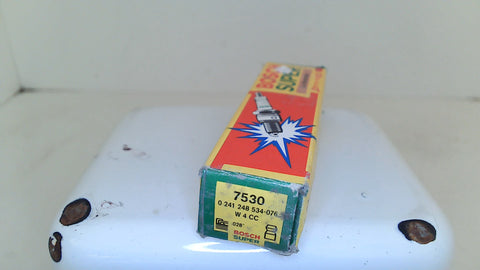 BOSCH
SUPER
7530
0 241 248 534-076
W 4 CC
.028"
BOSCH
SUPER